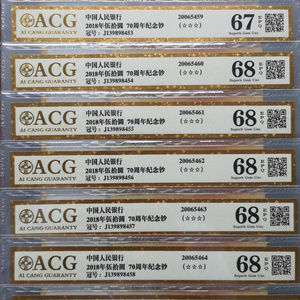 ACG
AI CANG GUARANTY
中国人民银行
2018年伍拾圆 70周年纪念钞
冠号: J139898453
20065459
(☆☆☆)
67 EPQ
Superb Gem Unc
ACG
AI CANG GUARANTY
中国人民银行
2018年伍拾圆 70周年纪念钞
冠号: J139898454
20065460
(☆☆☆)
68 EPQ
Superb Gem Unc
ACG
AI CANG GUARANTY
中国人民银行
2018年伍拾圆 70周年纪念钞
冠号: J139898455
20065461
(☆☆☆)
68 EPQ
Superb Gem Unc
ACG
AI CANG GUARANTY
中国人民银行
2018年伍拾圆 70周年纪念钞
冠号: J139898456
20065462
(☆☆☆)
68 EPQ
Superb Gem Unc
ACG
AI CANG GUARANTY
中国人民银行
2018年伍拾圆 70周年纪念钞
冠号: J139898457
20065463
(☆☆☆)
68 EPQ
Superb Gem Unc
ACG
AI CANG GUARANTY
中国人民银行
2018年伍拾圆 70周年纪念钞
冠号: J139898458
20065464
(☆☆☆)
68 EPQ
Superb Gem Unc